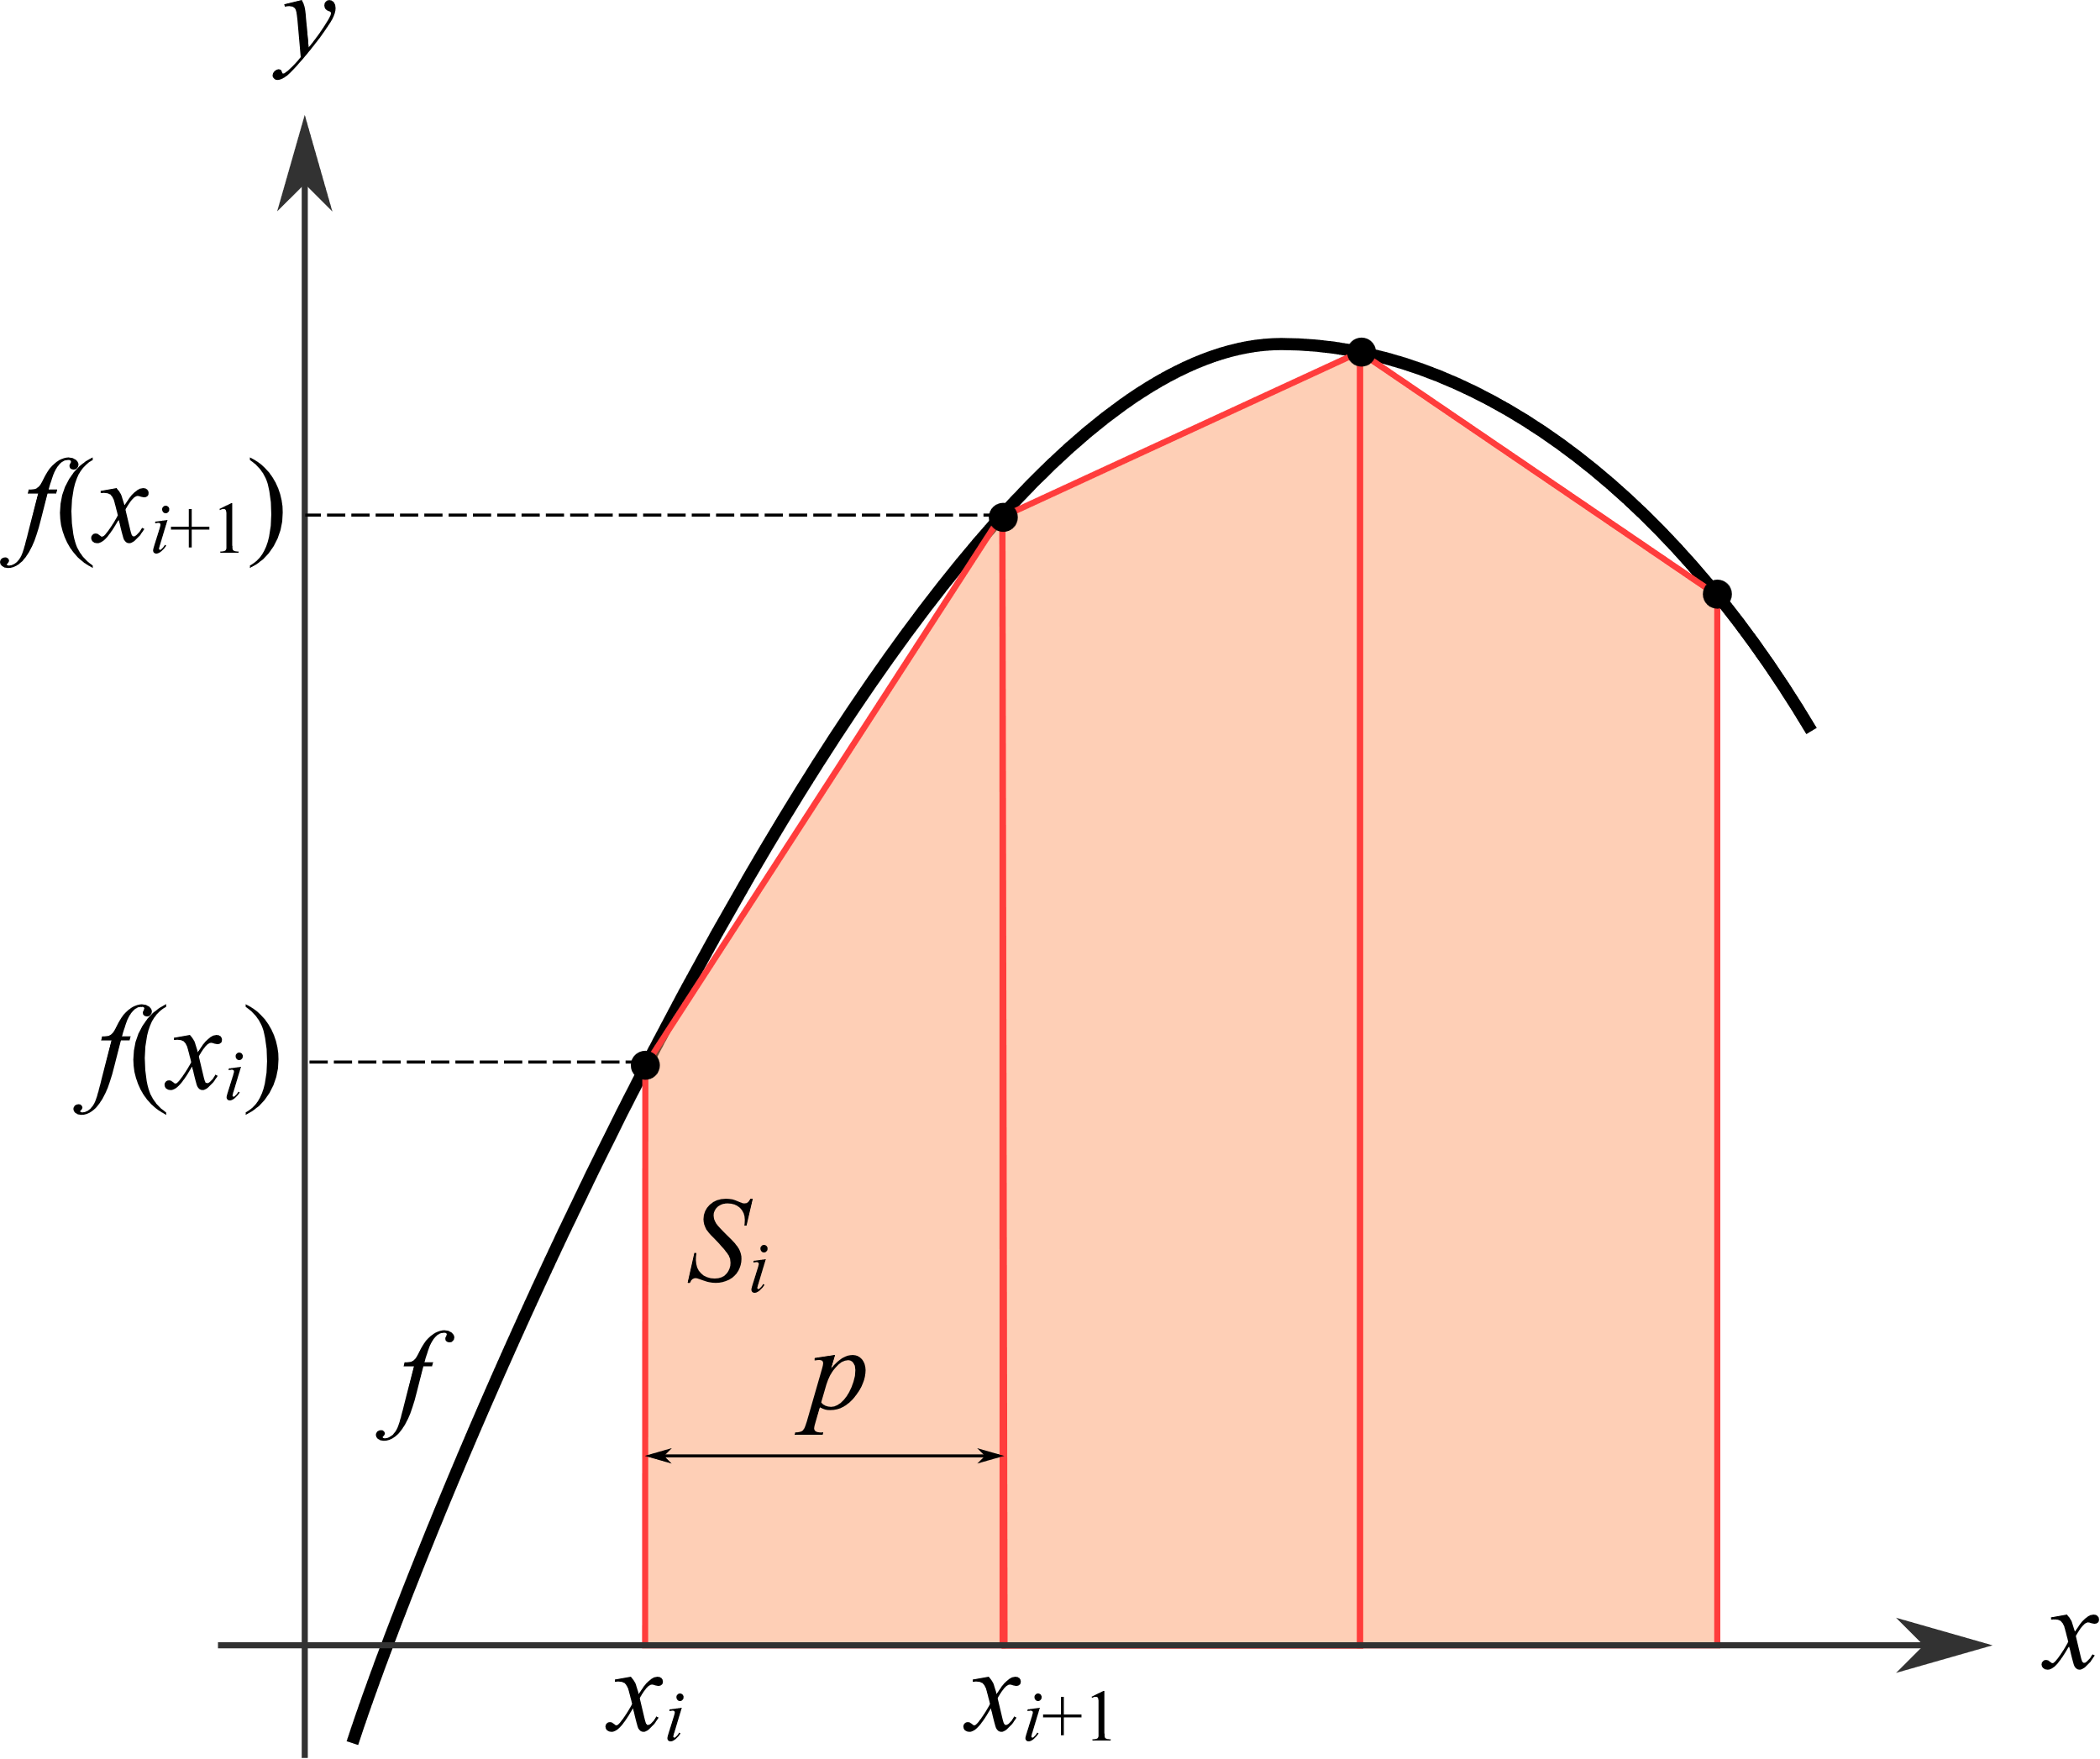 y
f(xᵢ₊₁)
f(xᵢ)
Sᵢ
f
p
x
xᵢ
xᵢ₊₁